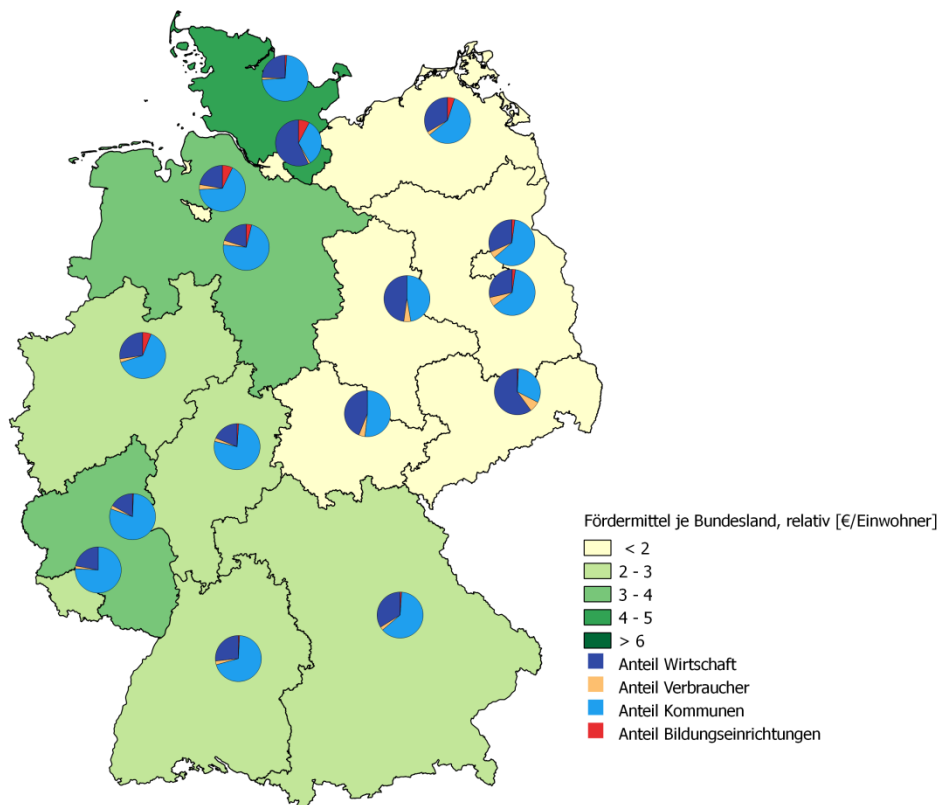 Fördermittel je Bundesland, relativ [€/Einwohner]
< 2
2 - 3
3 - 4
4 - 5
> 6
Anteil Wirtschaft
Anteil Verbraucher
Anteil Kommunen
Anteil Bildungseinrichtungen